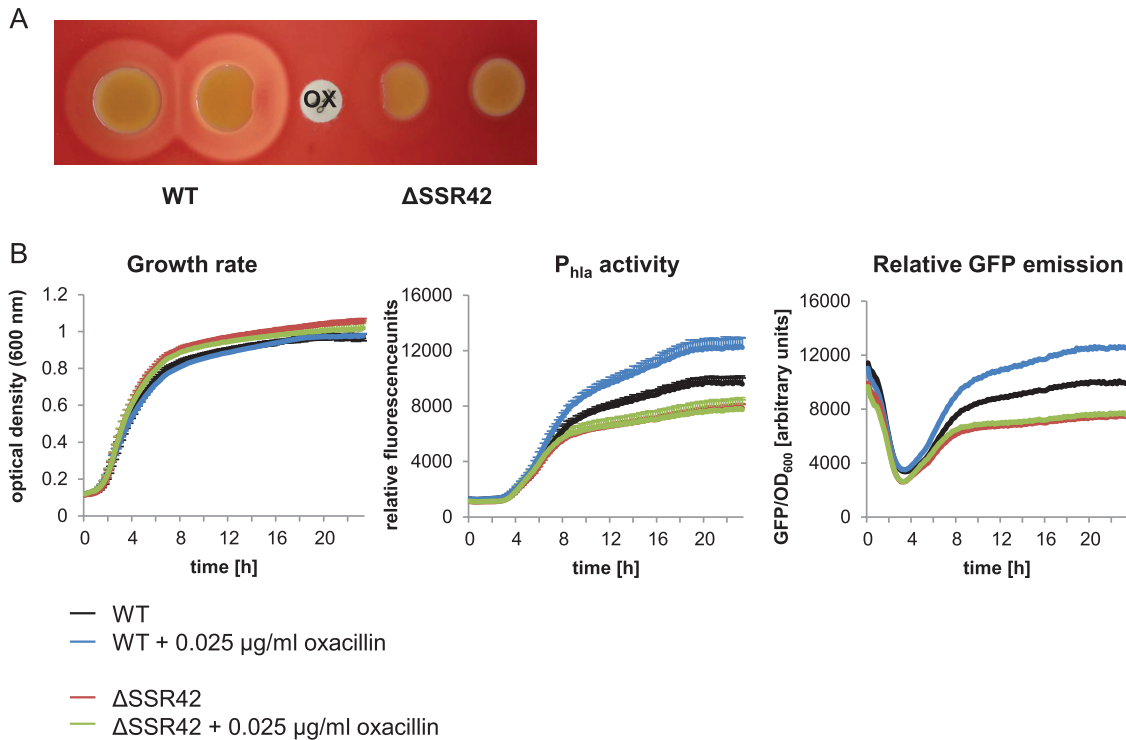 A
OX
WT ΔSSR42
B
Growth rate
optical density (600 nm)
1.2
1
0.8
0.6
0.4
0.2
0
0 4 8 12 16 20
time [h]
P_hla activity
relative fluorescenceunits
16000
12000
8000
4000
0
0 4 8 12 16 20
time [h]
Relative GFP emission
GFP/OD600 [arbitrary units]
16000
12000
8000
4000
0
0 4 8 12 16 20
time [h]
WT
WT + 0.025 µg/ml oxacillin
ΔSSR42
ΔSSR42 + 0.025 µg/ml oxacillin